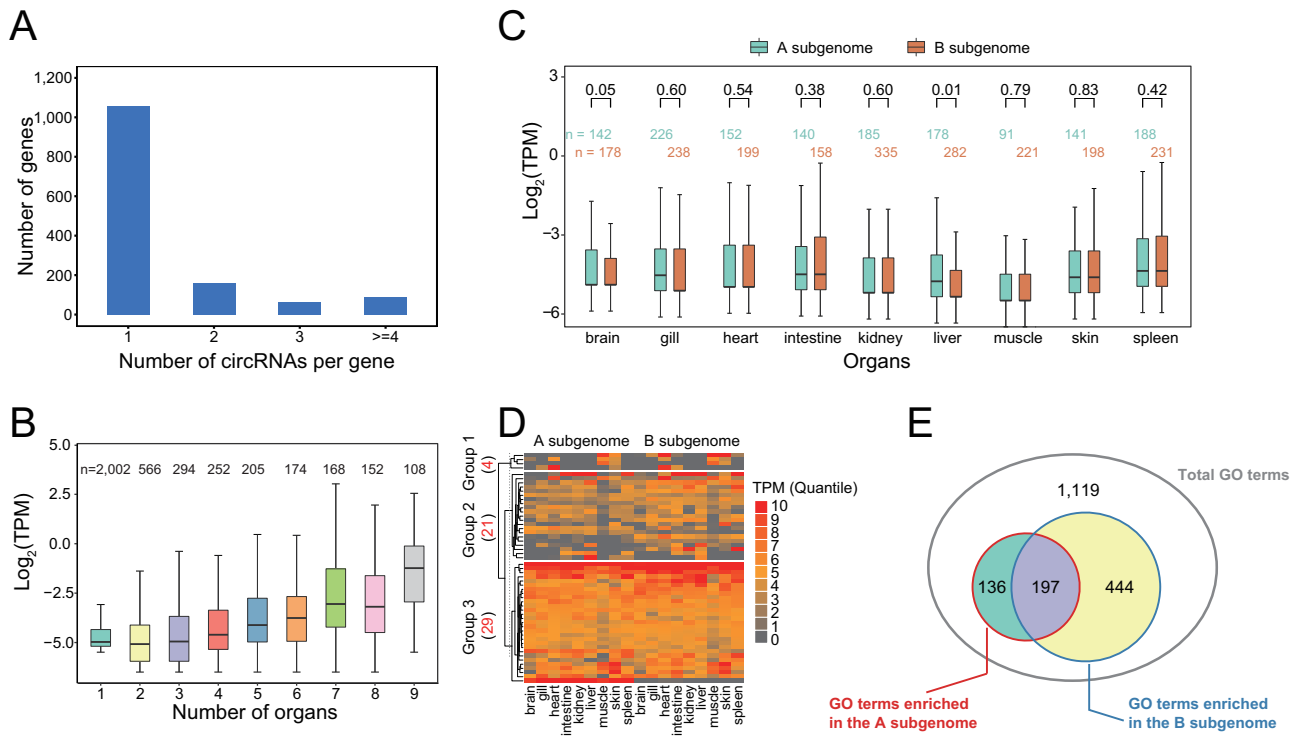 A
1,200
1,000
800
600
400
200
0
Number of genes
1 2 3 >=4
Number of circRNAs per gene
B
5.0
2.5
0.0
−2.5
−5.0
Log2(TPM)
n=2,002 566 294 252 205 174 168 152 108
1 2 3 4 5 6 7 8 9
Number of organs
C
A subgenome B subgenome
3
0
−3
−6
Log2(TPM)
0.05 0.60 0.54 0.38 0.60 0.01 0.79 0.83 0.42
n = 142 226 152 140 185 178 91 141 188
n = 178 238 199 158 335 282 221 198 231
brain gill heart intestine kidney liver muscle skin spleen
Organs
D
A subgenome B subgenome
Group 1
(4)
Group 2
(21)
Group 3
(29)
TPM (Quantile)
10
9
8
7
6
5
4
3
2
1
0
brain gill heart intestine kidney liver muscle skin spleen brain gill heart intestine kidney liver muscle skin spleen
E
Total GO terms
1,119
136 197 444
GO terms enriched
in the A subgenome
GO terms enriched
in the B subgenome